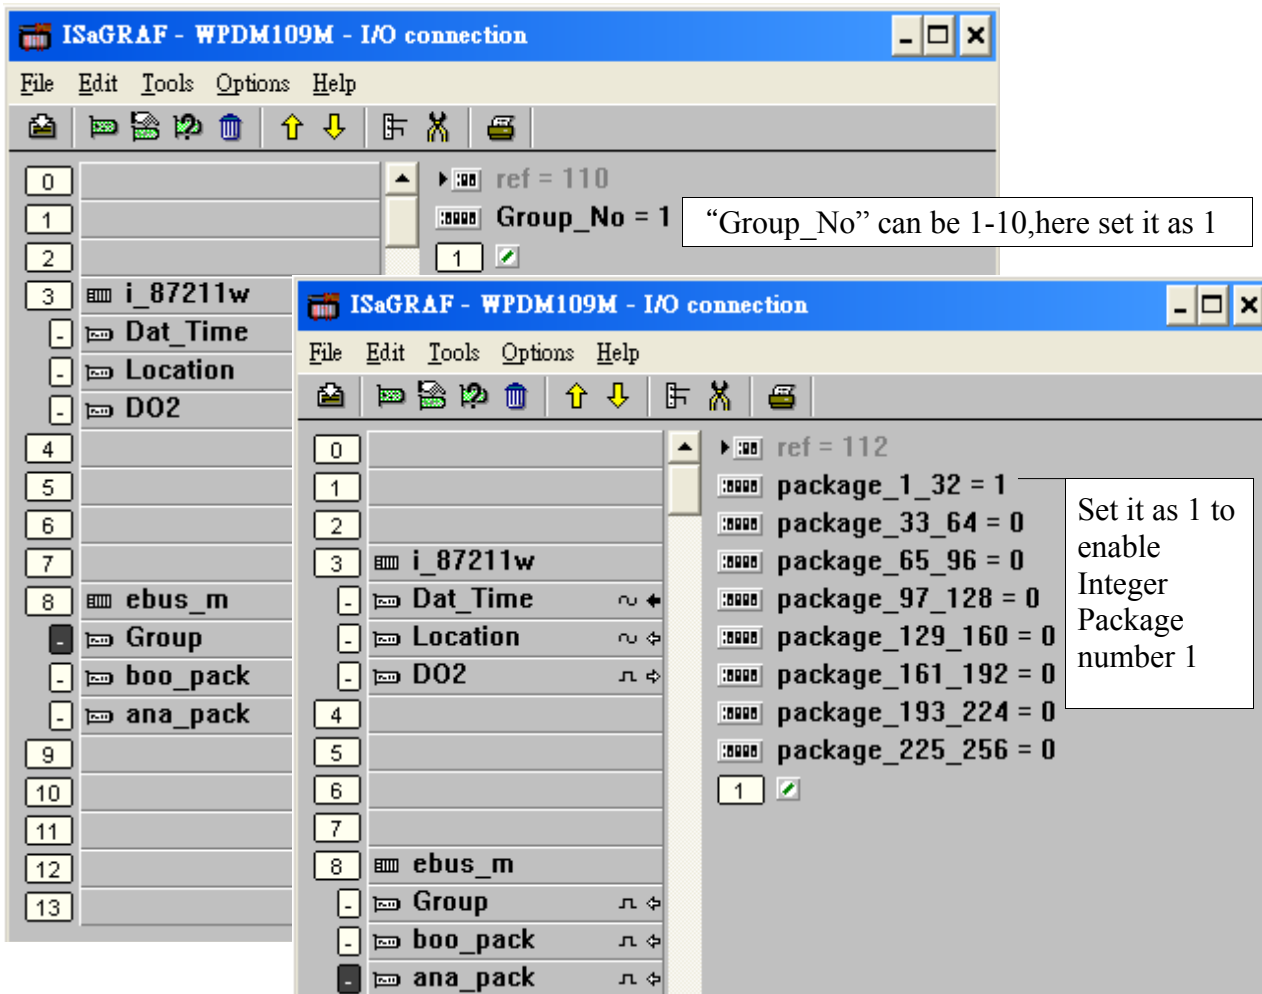 ISaGRAF - WPDM109M - I/O connection
File Edit Tools Options Help
0
1
2
3 i_87211w
- Dat_Time
- Location
- DO2
4
5
6
7
8 ebus_m
- Group
- boo_pack
- ana_pack
9
10
11
12
13
ref = 110
Group_No = 1
1
“Group_No” can be 1-10,here set it as 1
ISaGRAF - WPDM109M - I/O connection
File Edit Tools Options Help
0
1
2
3 i_87211w
- Dat_Time
- Location
- DO2
4
5
6
7
8 ebus_m
- Group
- boo_pack
- ana_pack
ref = 112
package_1_32 = 1
package_33_64 = 0
package_65_96 = 0
package_97_128 = 0
package_129_160 = 0
package_161_192 = 0
package_193_224 = 0
package_225_256 = 0
1
Set it as 1 to
enable
Integer
Package
number 1